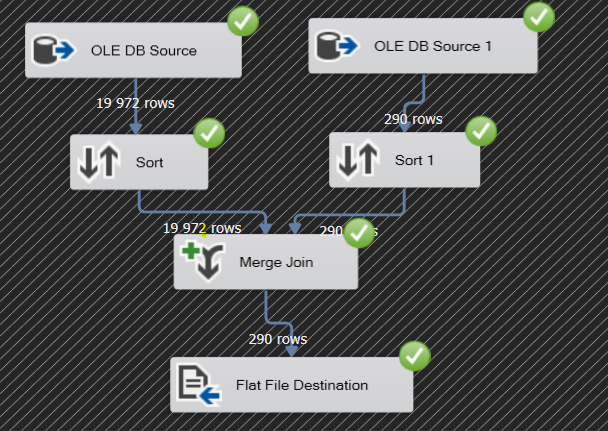 OLE DB Source
OLE DB Source 1
19 972 rows
290 rows
Sort
Sort 1
19 972 rows
290
Merge Join
290 rows
Flat File Destination